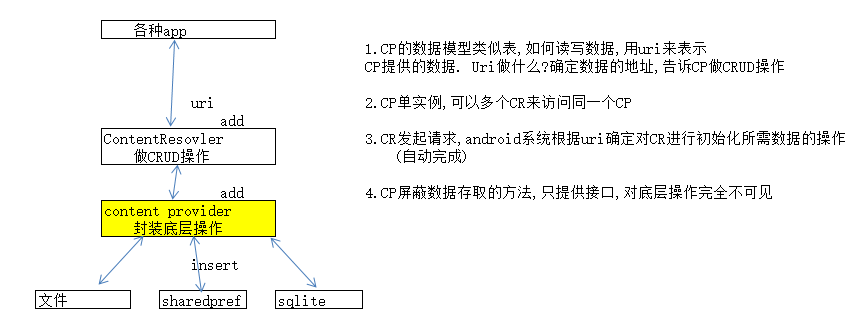 各种app
uri
add
ContentResovler
做CRUD操作
add
content provider
封装底层操作
insert
文件
sharedpref
sqlite
1.CP的数据模型类似表,如何读写数据,用uri来表示
CP提供的数据. Uri做什么?确定数据的地址,告诉CP做CRUD操作
2.CP单实例,可以多个CR来访问同一个CP
3.CR发起请求,android系统根据uri确定对CR进行初始化所需数据的操作
(自动完成)
4.CP屏蔽数据存取的方法,只提供接口,对底层操作完全不可见